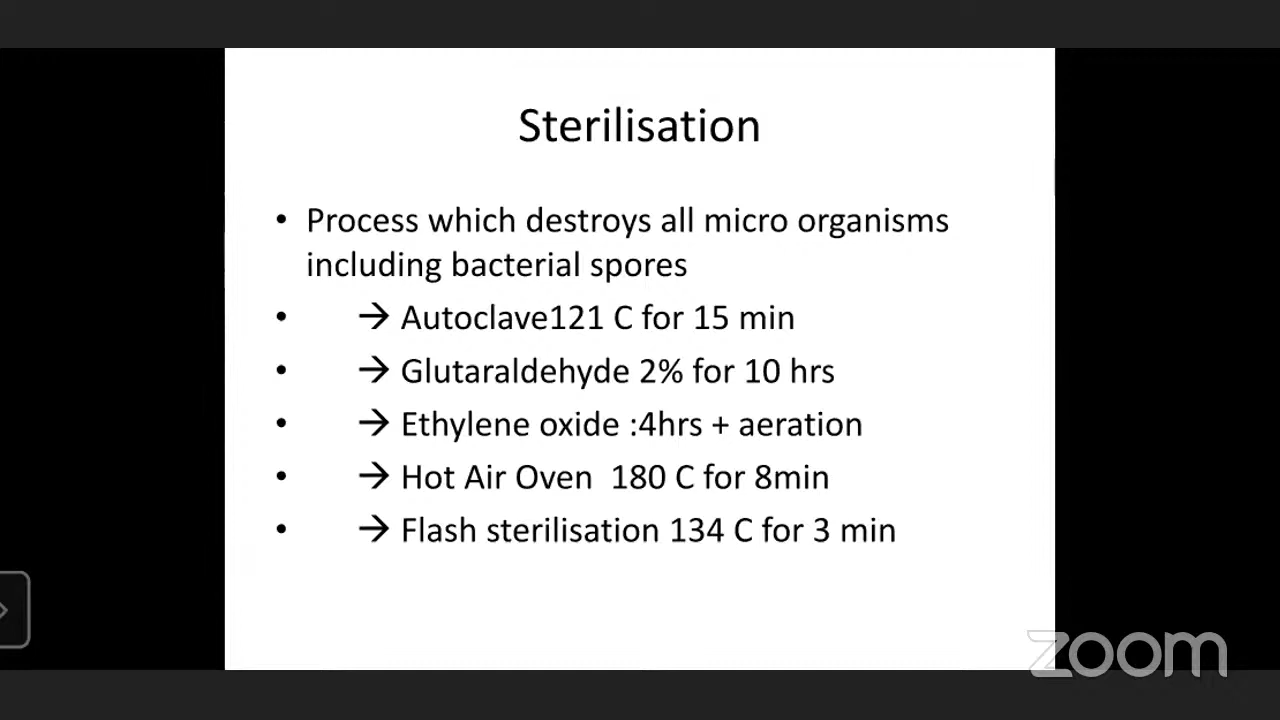 Sterilisation
• Process which destroys all micro organisms
including bacterial spores
• → Autoclave121 C for 15 min
• → Glutaraldehyde 2% for 10 hrs
• → Ethylene oxide :4hrs + aeration
• → Hot Air Oven  180 C for 8min
• → Flash sterilisation 134 C for 3 min
zoom